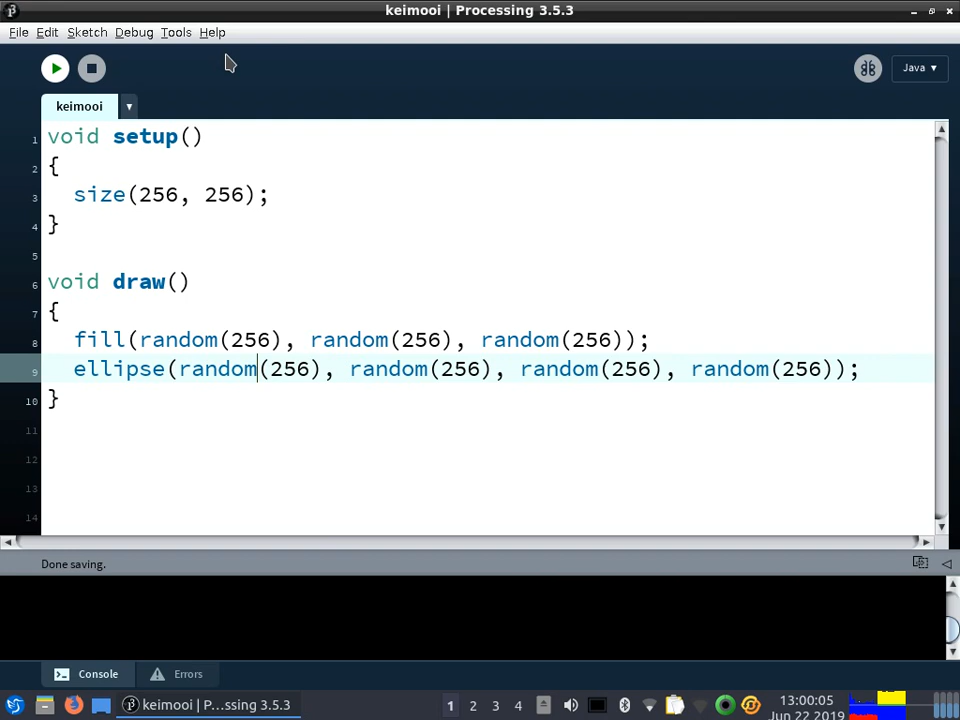 keimooi | Processing 3.5.3
File Edit Sketch Debug Tools Help
Java ▾
keimooi ▾
1 void setup()
2 {
3 size(256, 256);
4 }
5
6 void draw()
7 {
8 fill(random(256), random(256), random(256));
9 ellipse(random(256), random(256), random(256), random(256));
10 }
11
12
13
14
Done saving.
Console Errors
keimooi | P...ssing 3.5.3 1 2 3 4 13:00:05
Jun 22 2019